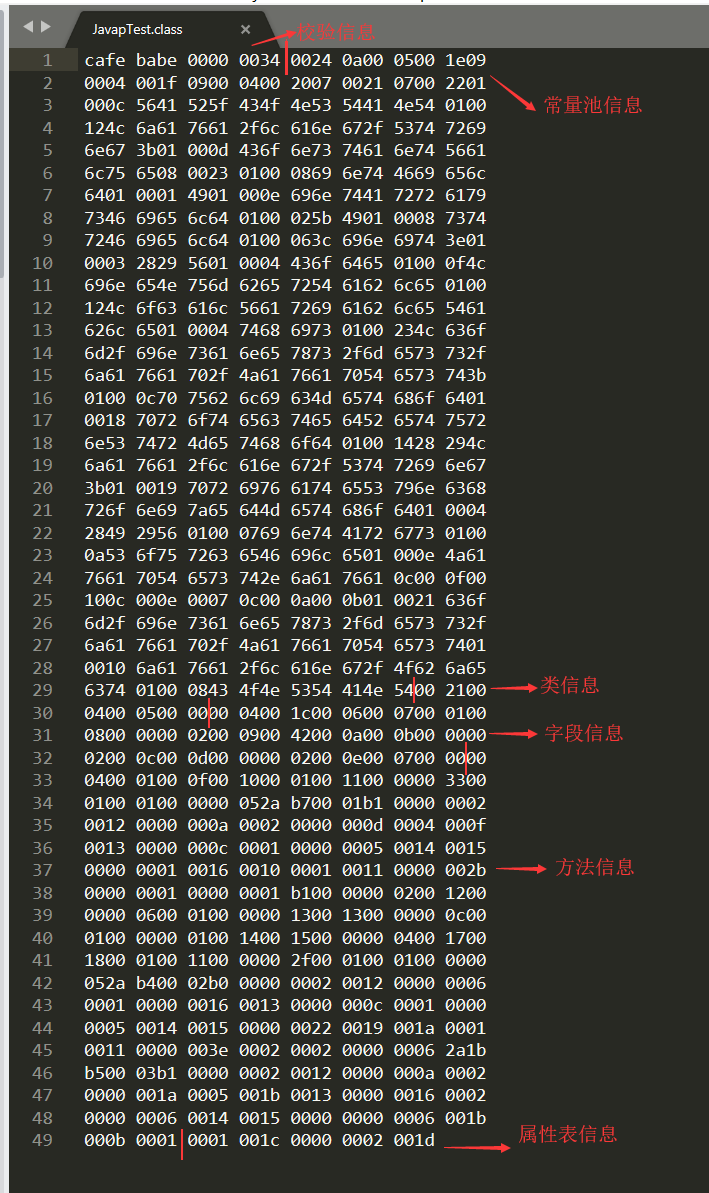 JavapTest.class
校验信息
1 cafe babe 0000 0034 0024 0a00 0500 1e09
2 0004 001f 0900 0400 2007 0021 0700 2201
常量池信息
3 000c 5641 525f 434f 4e53 5441 4e54 0100
4 124c 6a61 7661 2f6c 616e 672f 5374 7269
5 6e67 3b01 000d 436f 6e73 7461 6e74 5661
6 6c75 6508 0023 0100 0869 6e74 4669 656c
7 6401 0001 4901 000e 696e 7441 7272 6179
8 7346 6965 6c64 0100 025b 4901 0008 7374
9 7246 6965 6c64 0100 063c 696e 6974 3e01
10 0003 2829 5601 0004 436f 6465 0100 0f4c
11 696e 654e 756d 6265 7254 6162 6c65 0100
12 124c 6f63 616c 5661 7269 6162 6c65 5461
13 626c 6501 0004 7468 6973 0100 234c 636f
14 6d2f 696e 7361 6e65 7873 2f6d 6573 732f
15 6a61 7661 702f 4a61 7661 7054 6573 743b
16 0100 0c70 7562 6c69 634d 6574 686f 6401
17 0018 7072 6f74 6563 7465 6452 6574 7572
18 6e53 7472 4d65 7468 6f64 0100 1428 294c
19 6a61 7661 2f6c 616e 672f 5374 7269 6e67
20 3b01 0019 7072 6976 6174 6553 796e 6368
21 726f 6e69 7a65 644d 6574 686f 6401 0004
22 2849 2956 0100 0769 6e74 4172 6773 0100
23 0a53 6f75 7263 6546 696c 6501 000e 4a61
24 7661 7054 6573 742e 6a61 7661 0c00 0f00
25 100c 000e 0007 0c00 0a00 0b01 0021 636f
26 6d2f 696e 7361 6e65 7873 2f6d 6573 732f
27 6a61 7661 702f 4a61 7661 7054 6573 7401
28 0010 6a61 7661 2f6c 616e 672f 4f62 6a65
29 6374 0100 0843 4f4e 5354 414e 5400 2100
类信息
30 0400 0500 0000 0400 1c00 0600 0700 0100
31 0800 0000 0200 0900 4200 0a00 0b00 0000
字段信息
32 0200 0c00 0d00 0000 0200 0e00 0700 0000
33 0400 0100 0f00 1000 0100 1100 0000 3300
34 0100 0100 0000 052a b700 01b1 0000 0002
35 0012 0000 000a 0002 0000 000d 0004 000f
36 0013 0000 000c 0001 0000 0005 0014 0015
37 0000 0001 0016 0010 0001 0011 0000 002b
方法信息
38 0000 0001 0000 0001 b100 0000 0200 1200
39 0000 0600 0100 0000 1300 1300 0000 0c00
40 0100 0000 0100 1400 1500 0000 0400 1700
41 1800 0100 1100 0000 2f00 0100 0100 0000
42 052a b400 02b0 0000 0002 0012 0000 0006
43 0001 0000 0016 0013 0000 000c 0001 0000
44 0005 0014 0015 0000 0022 0019 001a 0001
45 0011 0000 003e 0002 0002 0000 0006 2a1b
46 b500 03b1 0000 0002 0012 0000 000a 0002
47 0000 001a 0005 001b 0013 0000 0016 0002
48 0000 0006 0014 0015 0000 0000 0006 001b
49 000b 0001 0001 001c 0000 0002 001d
属性表信息